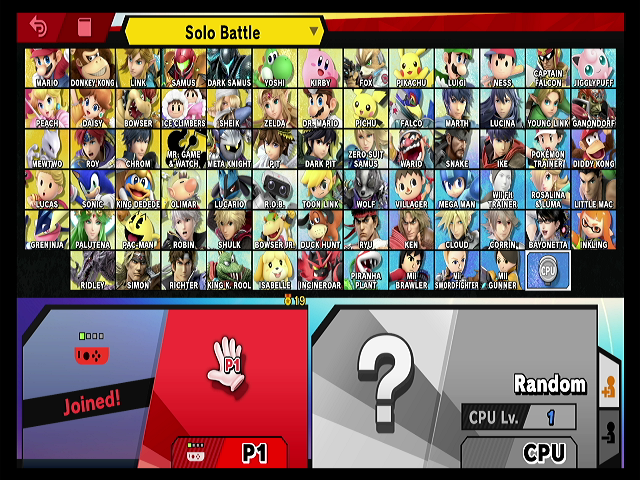 Solo Battle
MARIO DONKEY KONG LINK SAMUS DARK SAMUS YOSHI KIRBY FOX PIKACHU LUIGI NESS CAPTAIN FALCON JIGGLYPUFF
PEACH DAISY BOWSER ICE CLIMBERS SHEIK ZELDA DR. MARIO PICHU FALCO MARTH LUCINA YOUNG LINK GANONDORF
MEWTWO ROY CHROM MR. GAME & WATCH META KNIGHT PIT DARK PIT ZERO SUIT SAMUS WARIO SNAKE IKE POKÉMON TRAINER DIDDY KONG
LUCAS SONIC KING DEDEDE OLIMAR LUCARIO R.O.B. TOON LINK WOLF VILLAGER MEGA MAN WII FIT TRAINER ROSALINA & LUMA LITTLE MAC
GRENINJA PALUTENA PAC-MAN ROBIN SHULK BOWSER JR. DUCK HUNT RYU KEN CLOUD CORRIN BAYONETTA INKLING
RIDLEY SIMON RICHTER KING K. ROOL ISABELLE INCINEROAR PIRANHA PLANT MII BRAWLER MII SWORDFIGHTER MII GUNNER CPU
19
P1
Joined!
P1
Random
CPU Lv. 1
CPU